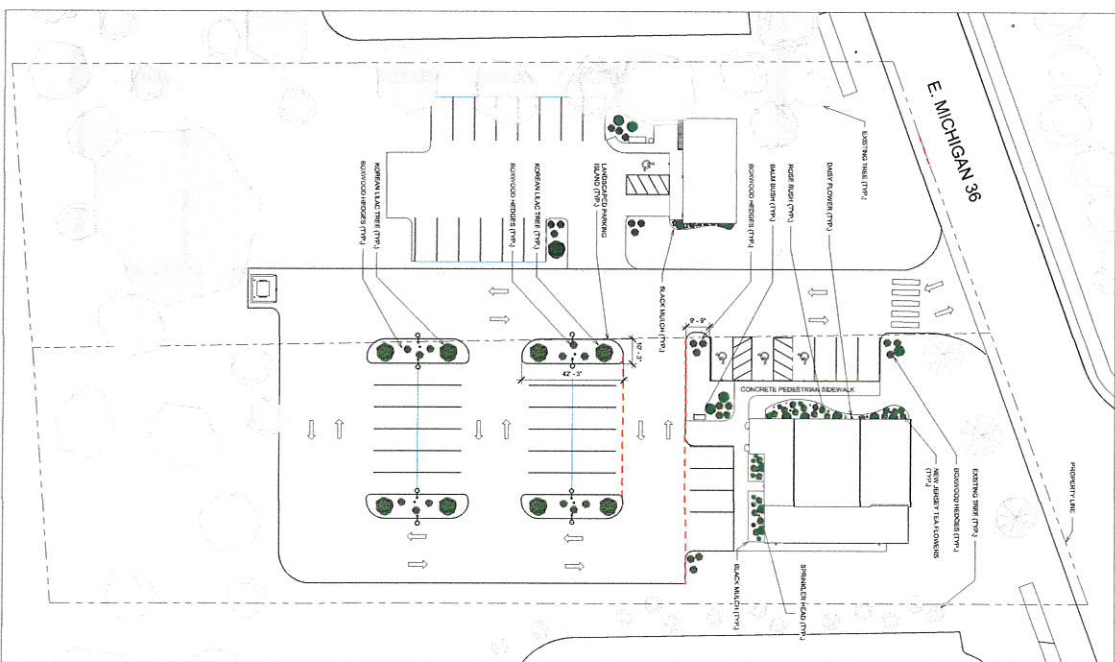 E. MICHIGAN 36
EXISTING TREE (TYP.)
DAISY FLOWER (TYP.)
ROSE BUSH (TYP.)
BALM BUSH (TYP.)
BOXWOOD HEDGES (TYP.)
LANDSCAPED PARKING
ISLAND (TYP.)
KOREAN LILAC TREE (TYP.)
BOXWOOD HEDGES (TYP.)
KOREAN LILAC TREE (TYP.)
BOXWOOD HEDGES (TYP.)
BLACK MULCH (TYP.)
9' - 9"
10' - 3"
42' - 3"
CONCRETE PEDESTRIAN SIDEWALK
PROPERTY LINE
EXISTING TREE (TYP.)
BOXWOOD HEDGES (TYP.)
NEW JERSEY TEA FLOWERS
(TYP.)
SPRINKLER HEAD (TYP.)
BLACK MULCH (TYP.)